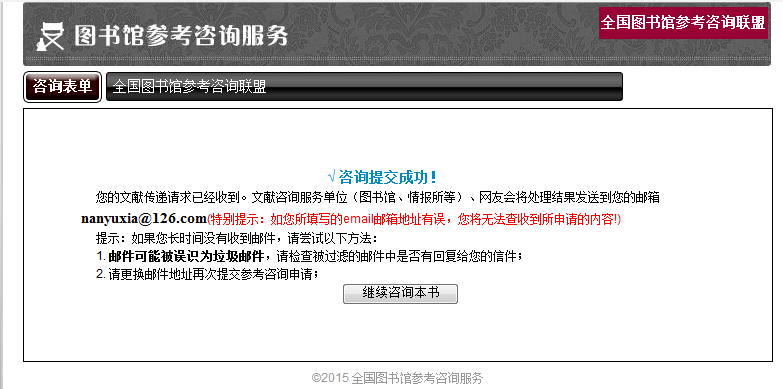 图书馆参考咨询服务
全国图书馆参考咨询联盟
咨询表单
全国图书馆参考咨询联盟
√咨询提交成功！
您的文献传递请求已经收到。文献咨询服务单位（图书馆、情报所等）、网友会将处理结果发送到您的邮箱
nanyuxia@126.com(特别提示：如您所填写的email邮箱地址有误，您将无法查收到所申请的内容!)
提示：如果您长时间没有收到邮件，请尝试以下方法：
1. 邮件可能被误识为垃圾邮件，请检查被过滤的邮件中是否有回复给您的信件；
2. 请更换邮件地址再次提交参考咨询申请；
继续咨询本书
©2015 全国图书馆参考咨询服务